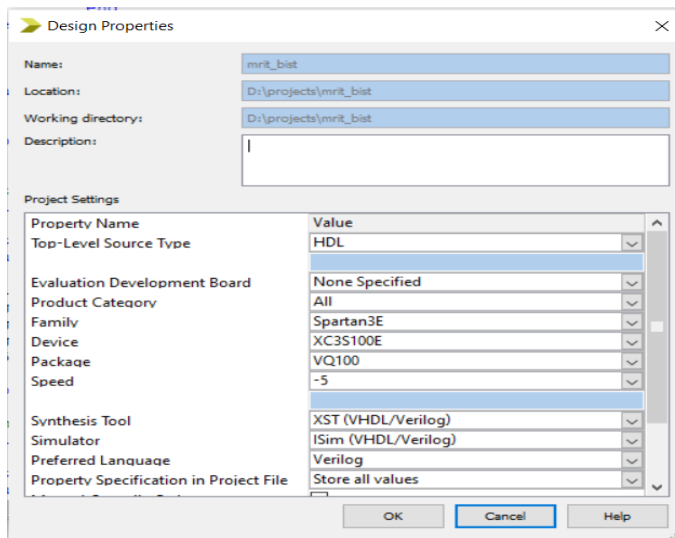 Design Properties
Name: mrit_bist
Location: D:\projects\mrit_bist
Working directory: D:\projects\mrit_bist
Description:
Project Settings
Property Name Value
Top-Level Source Type HDL
Evaluation Development Board None Specified
Product Category All
Family Spartan3E
Device XC3S100E
Package VQ100
Speed -5
Synthesis Tool XST (VHDL/Verilog)
Simulator ISim (VHDL/Verilog)
Preferred Language Verilog
Property Specification in Project File Store all values
OK Cancel Help